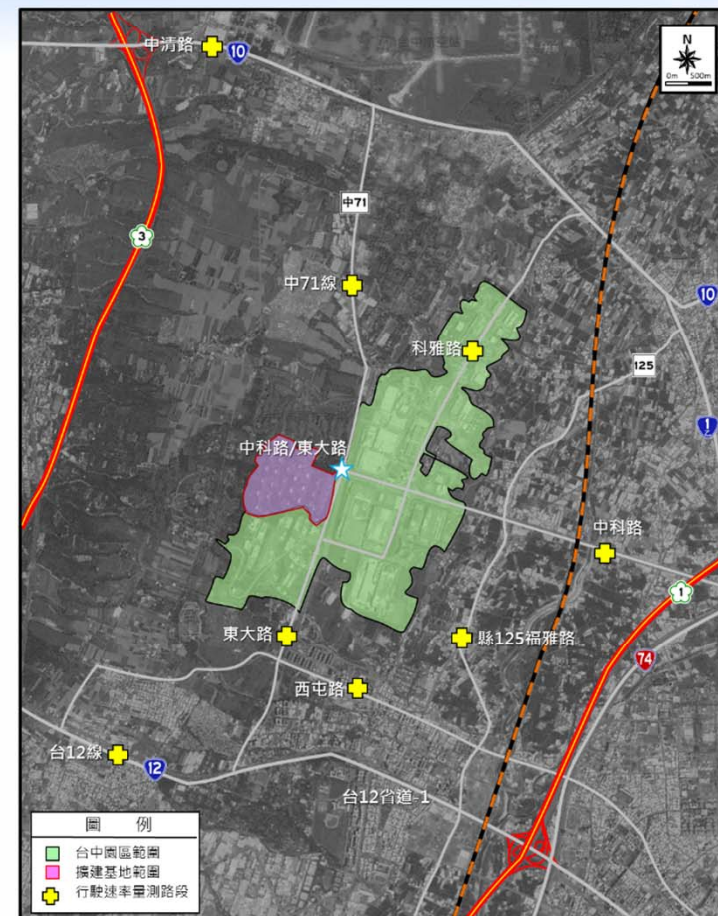 中清路
10
N
0m 500m
中71
3
中71線
10
科雅路
125
1
中科路/東大路
中科路
1
東大路
縣125福雅路
74
西屯路
台12線
12
台12省道-1
圖 例
台中園區範圍
擴建基地範圍
行駛速率量測路段